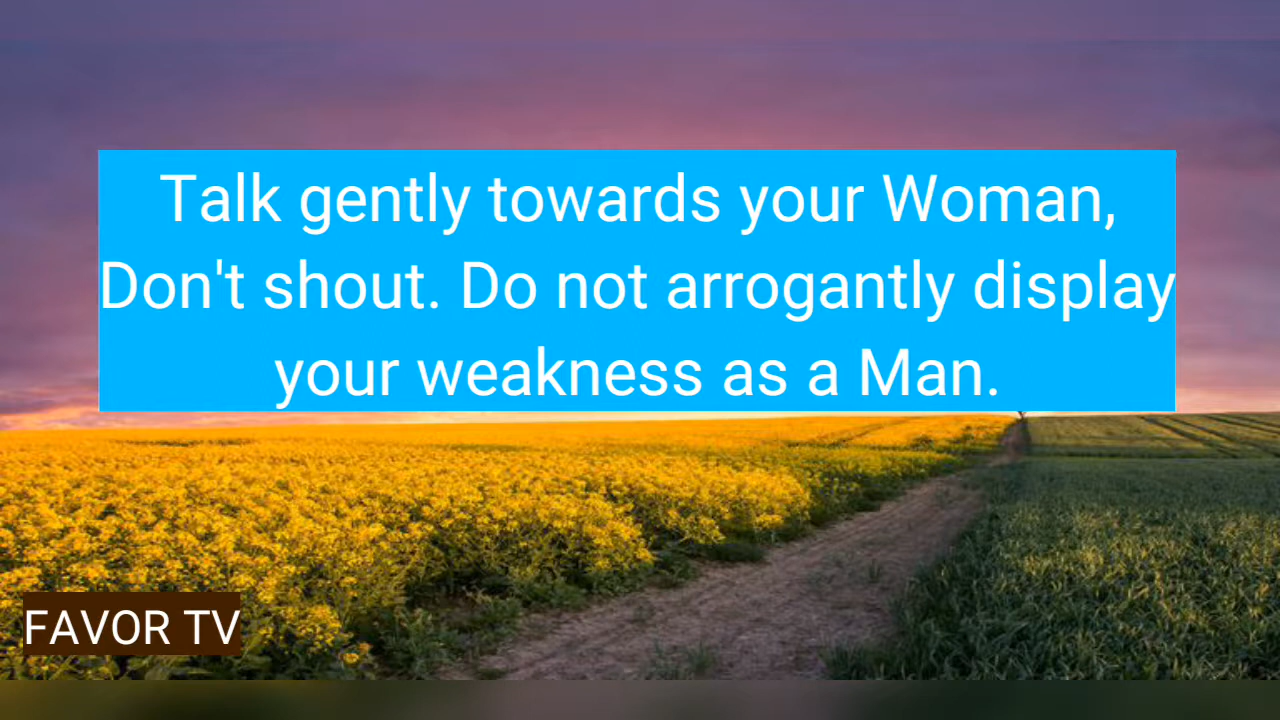 Talk gently towards your Woman,
Don't shout. Do not arrogantly display
your weakness as a Man.
FAVOR TV